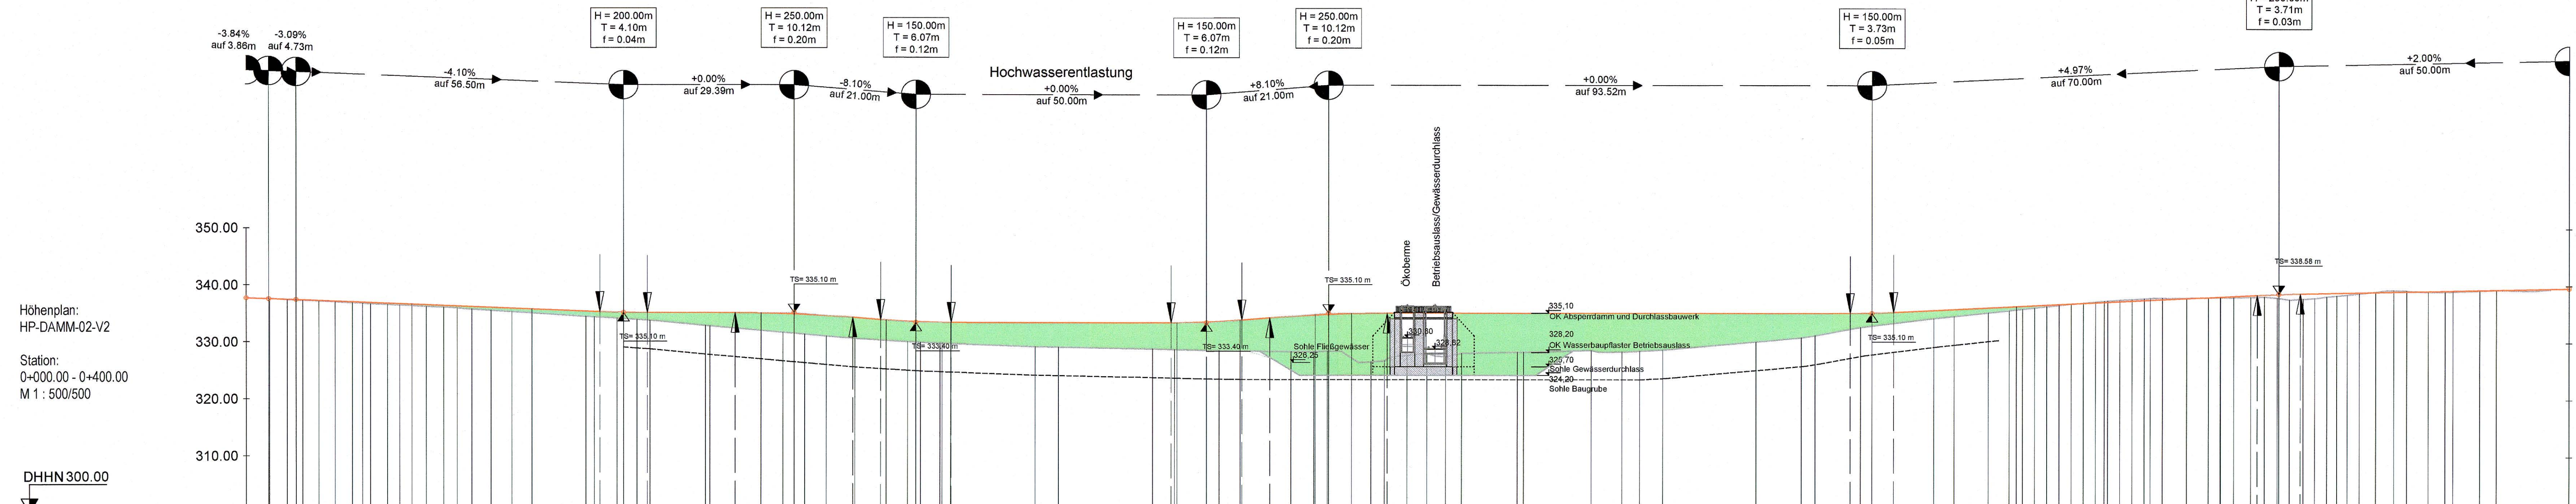 -3.84%
auf 3.86m
-3.09%
auf 4.73m
H = 200.00m
T = 4.10m
f = 0.04m
H = 250.00m
T = 10.12m
f = 0.20m
H = 150.00m
T = 6.07m
f = 0.12m
H = 150.00m
T = 6.07m
f = 0.12m
H = 250.00m
T = 10.12m
f = 0.20m
H = 150.00m
T = 3.73m
f = 0.05m
T = 3.71m
f = 0.03m
-4.10%
auf 56.50m
+0.00%
auf 29.39m
-8.10%
auf 21.00m
Hochwasserentlastung
+0.00%
auf 50.00m
+8.10%
auf 21.00m
+0.00%
auf 93.52m
+4.97%
auf 70.00m
+2.00%
auf 50.00m
Ökoberme
Betriebsauslass/Gewässerdurchlass
350.00
340.00
330.00
320.00
310.00
Höhenplan:
HP-DAMM-02-V2
Station:
0+000.00 - 0+400.00
M 1 : 500/500
DHHN 300.00
TS= 335.10 m
TS= 335.10 m
TS= 333.40 m
TS= 333.40 m
TS= 335.10 m
TS= 335.10 m
TS= 338.58 m
Sohle Fließgewässer
326,25
330,80
335,10
OK Absperrdamm und Durchlassbauwerk
328,20
OK Wasserbaupflaster Betriebsauslass
325,70
Sohle Gewässerdurchlass
324,20
Sohle Baugrube